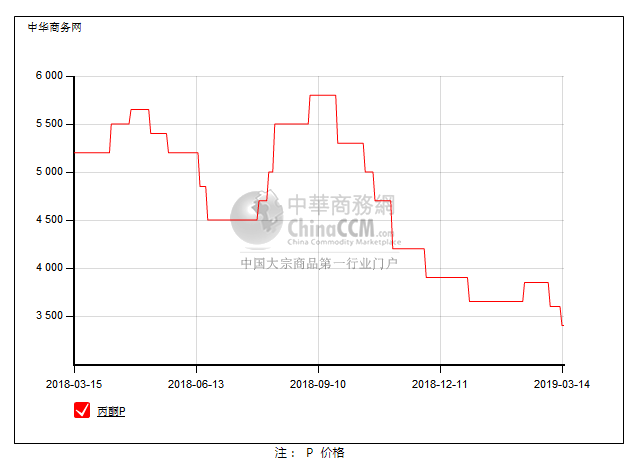 中华商务网
6 000
5 500
5 000
4 500
4 000
3 500
中華商務網
ChinaCCM.com
China Commodity Marketplace
中国大宗商品第一行业门户
2018-03-15 2018-06-13 2018-09-10 2018-12-11 2019-03-14
丙酮P
注： P 价格